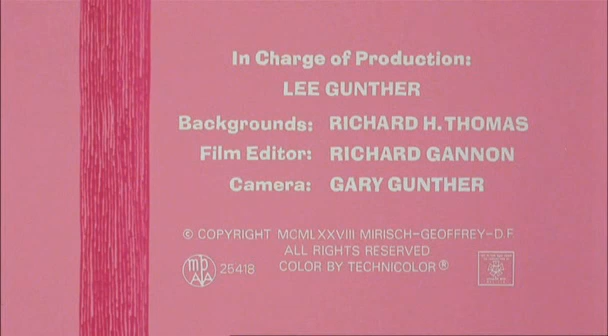 In Charge of Production:
LEE GUNTHER
Backgrounds: RICHARD H. THOMAS
Film Editor: RICHARD GANNON
Camera: GARY GUNTHER
© COPYRIGHT MCMLXXVIII MIRISCH-GEOFFREY-D.F.
ALL RIGHTS RESERVED
MPAA 25418 COLOR BY TECHNICOLOR®